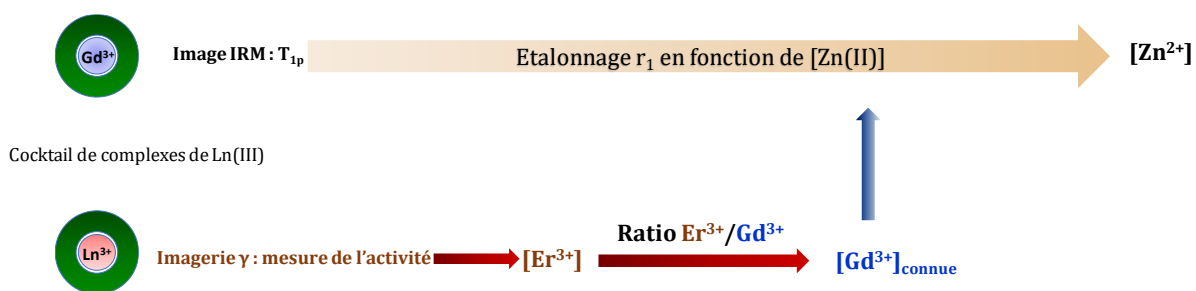 Gd³⁺
Image IRM : T₁ₚ
Etalonnage r₁ en fonction de [Zn(II)]
[Zn²⁺]
Cocktail de complexes de Ln(III)
Ln³⁺
Imagerie γ : mesure de l’activité
[Er³⁺]
Ratio Er³⁺/Gd³⁺
[Gd³⁺]connue